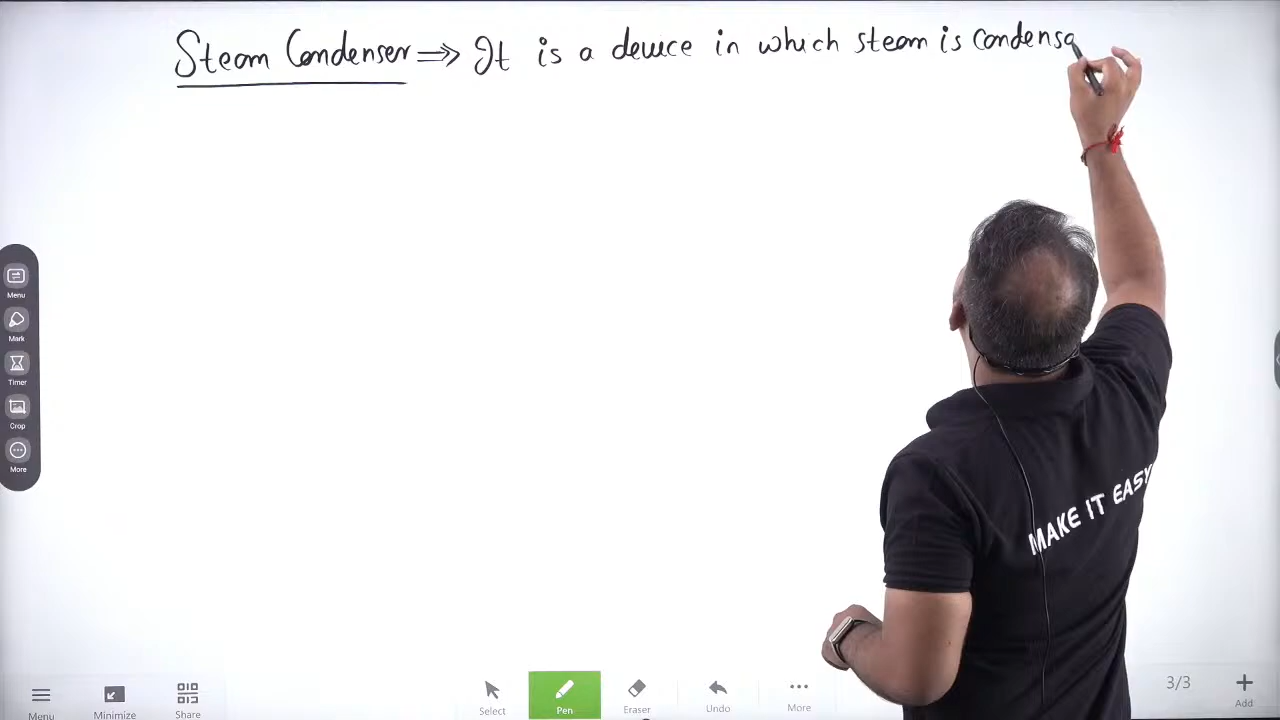 Steam Condenser ⇒ It is a device in which steam is condensa
Menu
Mark
Timer
Crop
More
MAKE IT EASY
Menu
Minimize
Share
Select
Pen
Eraser
Undo
More
3/3
Add